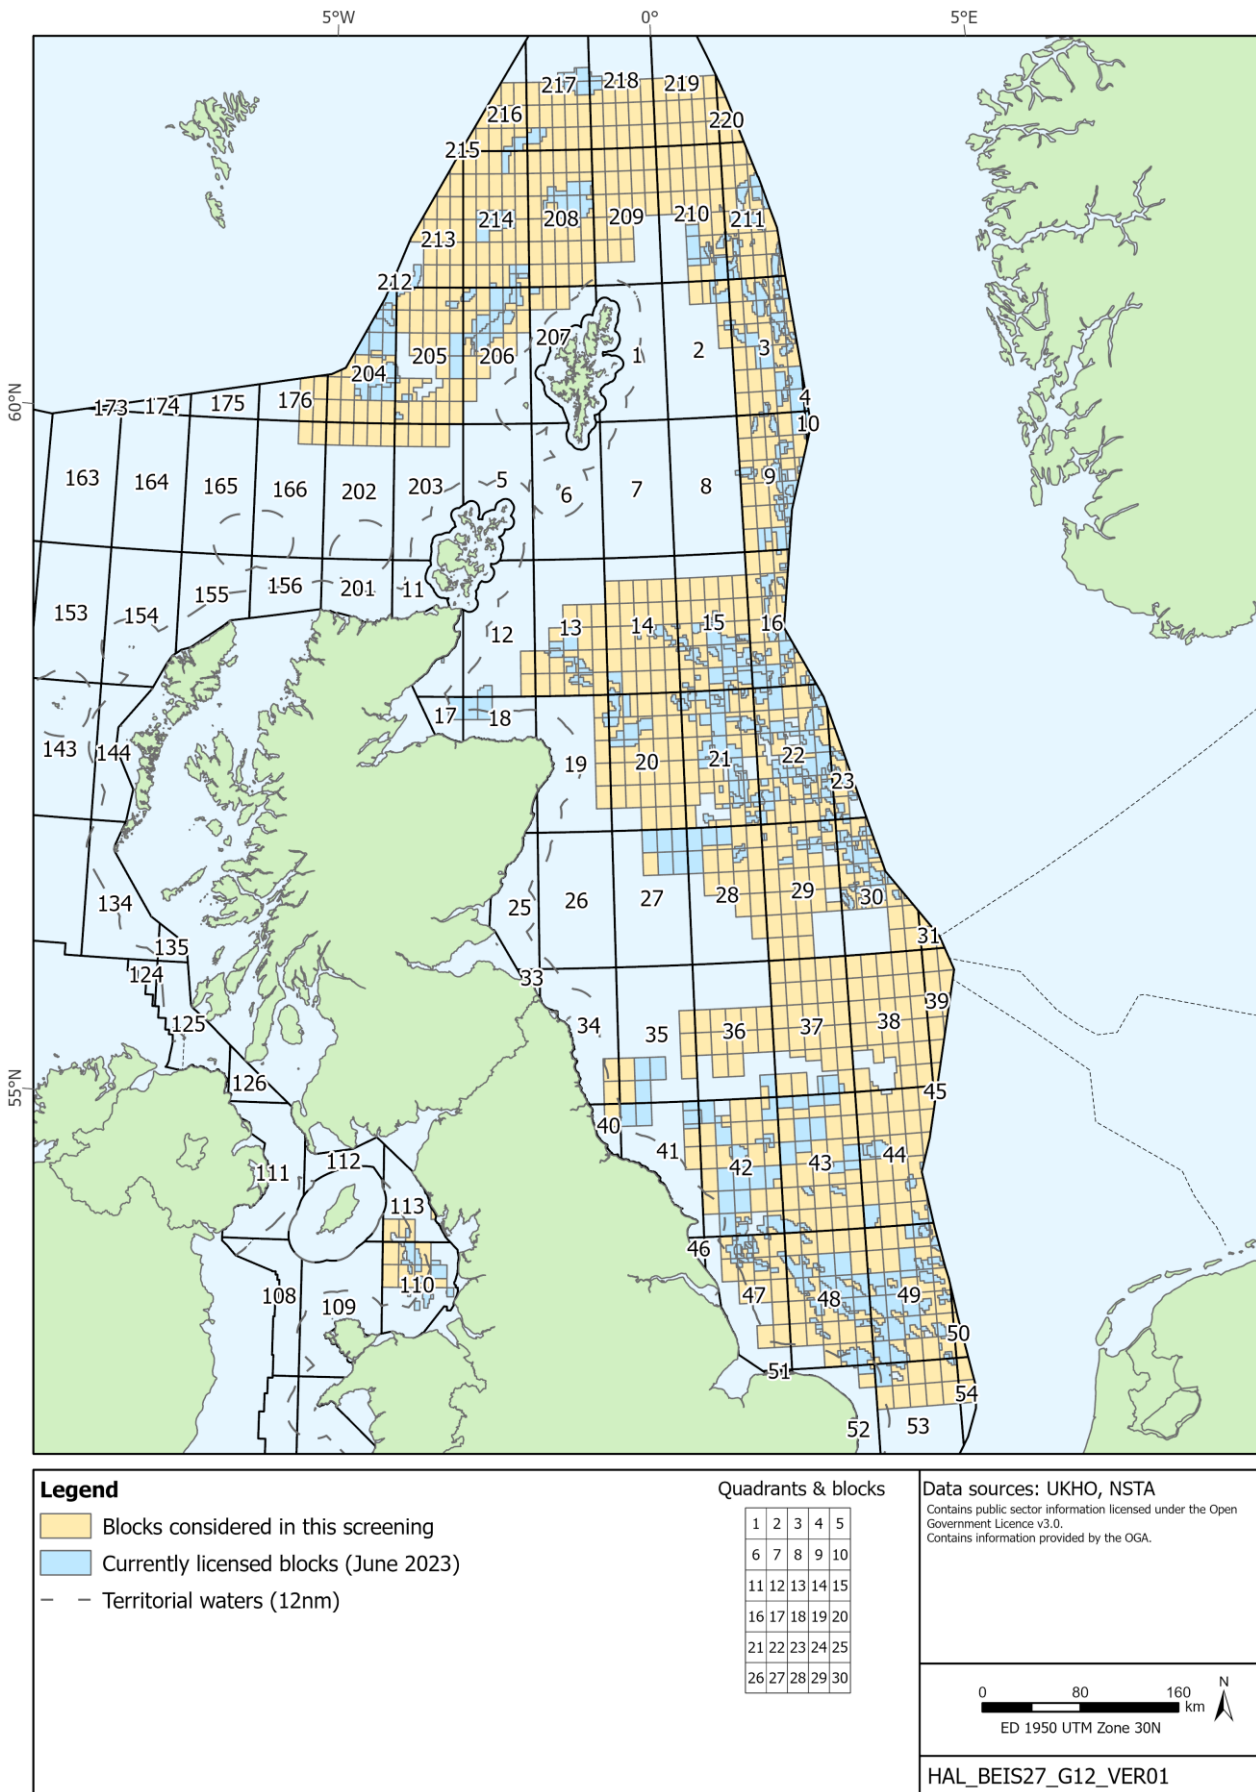 5°W 0° 5°E
217 218 219
216
220
215
214 208 209 210 211
213
212
207
1 2 3
205 206
204
4
60°N
173 174 175 176
10
163 164 165 166 202 203 5 6 7 8 9
153 154 155 156 201 11
12 13 14 15 16
17 18
143 144
19 20 21 22
23
134
25 26 27 28 29 30
31
135
124
33
125
34 35 36 37 38 39
55°N
126
45
40
41 42 43 44
111 112
113
46
108 109 110
47 48 49
50
51
54
52 53
Legend
Blocks considered in this screening
Currently licensed blocks (June 2023)
Territorial waters (12nm)
Quadrants & blocks
1 2 3 4 5
6 7 8 9 10
11 12 13 14 15
16 17 18 19 20
21 22 23 24 25
26 27 28 29 30
Data sources: UKHO, NSTA
Contains public sector information licensed under the Open
Government Licence v3.0.
Contains information provided by the OGA.
0 80 160
km
N
ED 1950 UTM Zone 30N
HAL_BEIS27_G12_VER01